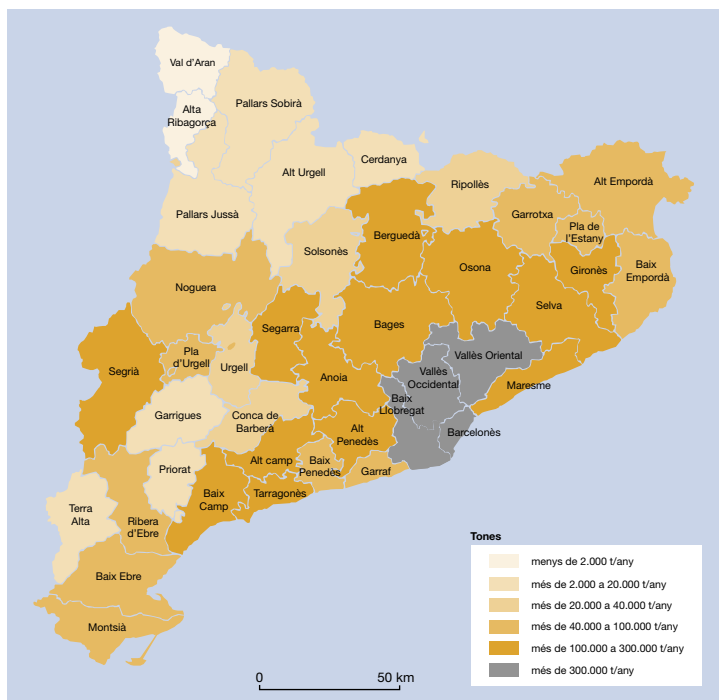 Val d'Aran
Alta
Ribagorça
Pallars Sobirà
Cerdanya
Alt Urgell
Ripollès
Alt Empordà
Pallars Jussà
Garrotxa
Pla de
l'Estany
Berguedà
Solsonès
Osona
Gironès
Baix
Empordà
Noguera
Selva
Segarra
Bages
Pla
d'Urgell
Urgell
Vallès Oriental
Segrià
Vallès
Occidental
Anoia
Maresme
Baix
Llobregat
Garrigues
Conca de
Barberà
Alt
Penedès
Barcelonès
Alt camp
Baix
Penedès
Garraf
Priorat
Baix
Camp
Tarragonès
Terra
Alta
Ribera
d'Ebre
Baix Ebre
Montsià
Tones
menys de 2.000 t/any
més de 2.000 a 20.000 t/any
més de 20.000 a 40.000 t/any
més de 40.000 a 100.000 t/any
més de 100.000 a 300.000 t/any
més de 300.000 t/any
0 50 km